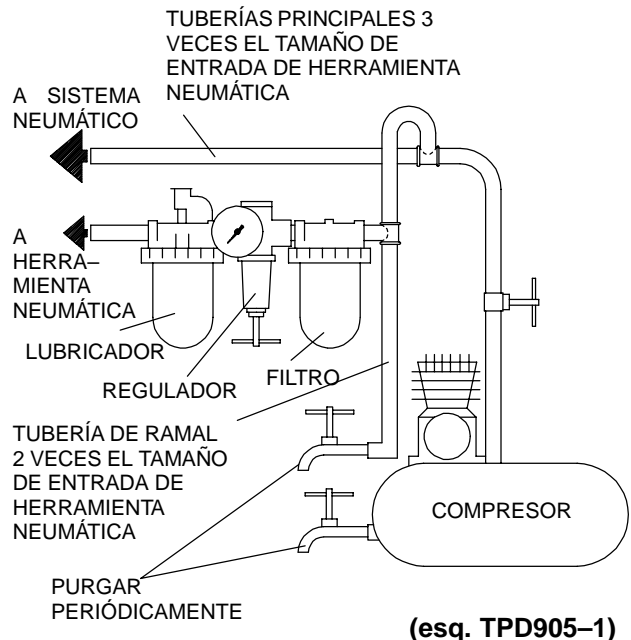 TUBERÍAS PRINCIPALES 3
VECES EL TAMAÑO DE
ENTRADA DE HERRAMIENTA
NEUMÁTICA
A SISTEMA
NEUMÁTICO
A
HERRA–
MIENTA
NEUMÁTICA
LUBRICADOR
REGULADOR
FILTRO
TUBERÍA DE RAMAL
2 VECES EL TAMAÑO
DE ENTRADA DE
HERRAMIENTA
NEUMÁTICA
COMPRESOR
PURGAR
PERIÓDICAMENTE
(esq. TPD905–1)